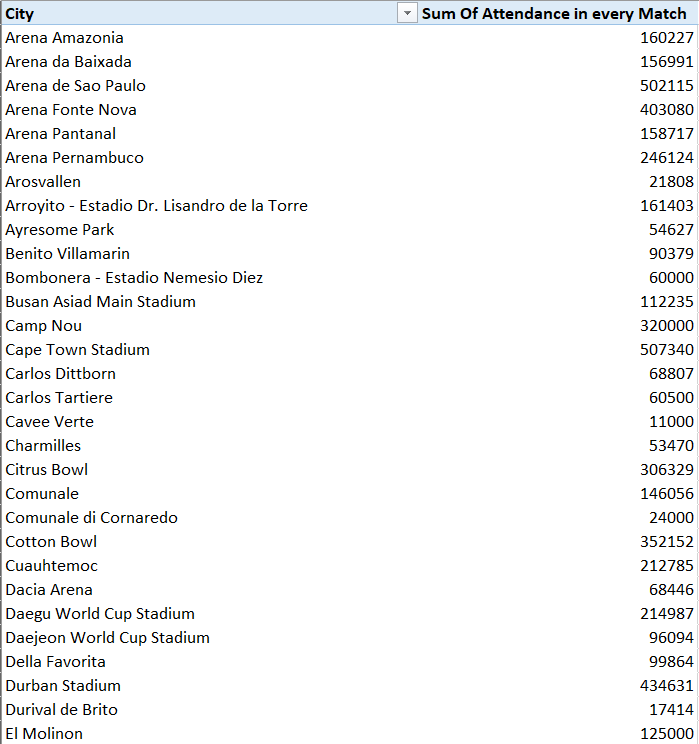 City Sum Of Attendance in every Match
Arena Amazonia 160227
Arena da Baixada 156991
Arena de Sao Paulo 502115
Arena Fonte Nova 403080
Arena Pantanal 158717
Arena Pernambuco 246124
Arosvallen 21808
Arroyito - Estadio Dr. Lisandro de la Torre 161403
Ayresome Park 54627
Benito Villamarin 90379
Bombonera - Estadio Nemesio Diez 60000
Busan Asiad Main Stadium 112235
Camp Nou 320000
Cape Town Stadium 507340
Carlos Dittborn 68807
Carlos Tartiere 60500
Cavee Verte 11000
Charmilles 53470
Citrus Bowl 306329
Comunale 146056
Comunale di Cornaredo 24000
Cotton Bowl 352152
Cuauhtemoc 212785
Dacia Arena 68446
Daegu World Cup Stadium 214987
Daejeon World Cup Stadium 96094
Della Favorita 99864
Durban Stadium 434631
Durival de Brito 17414
El Molinon 125000